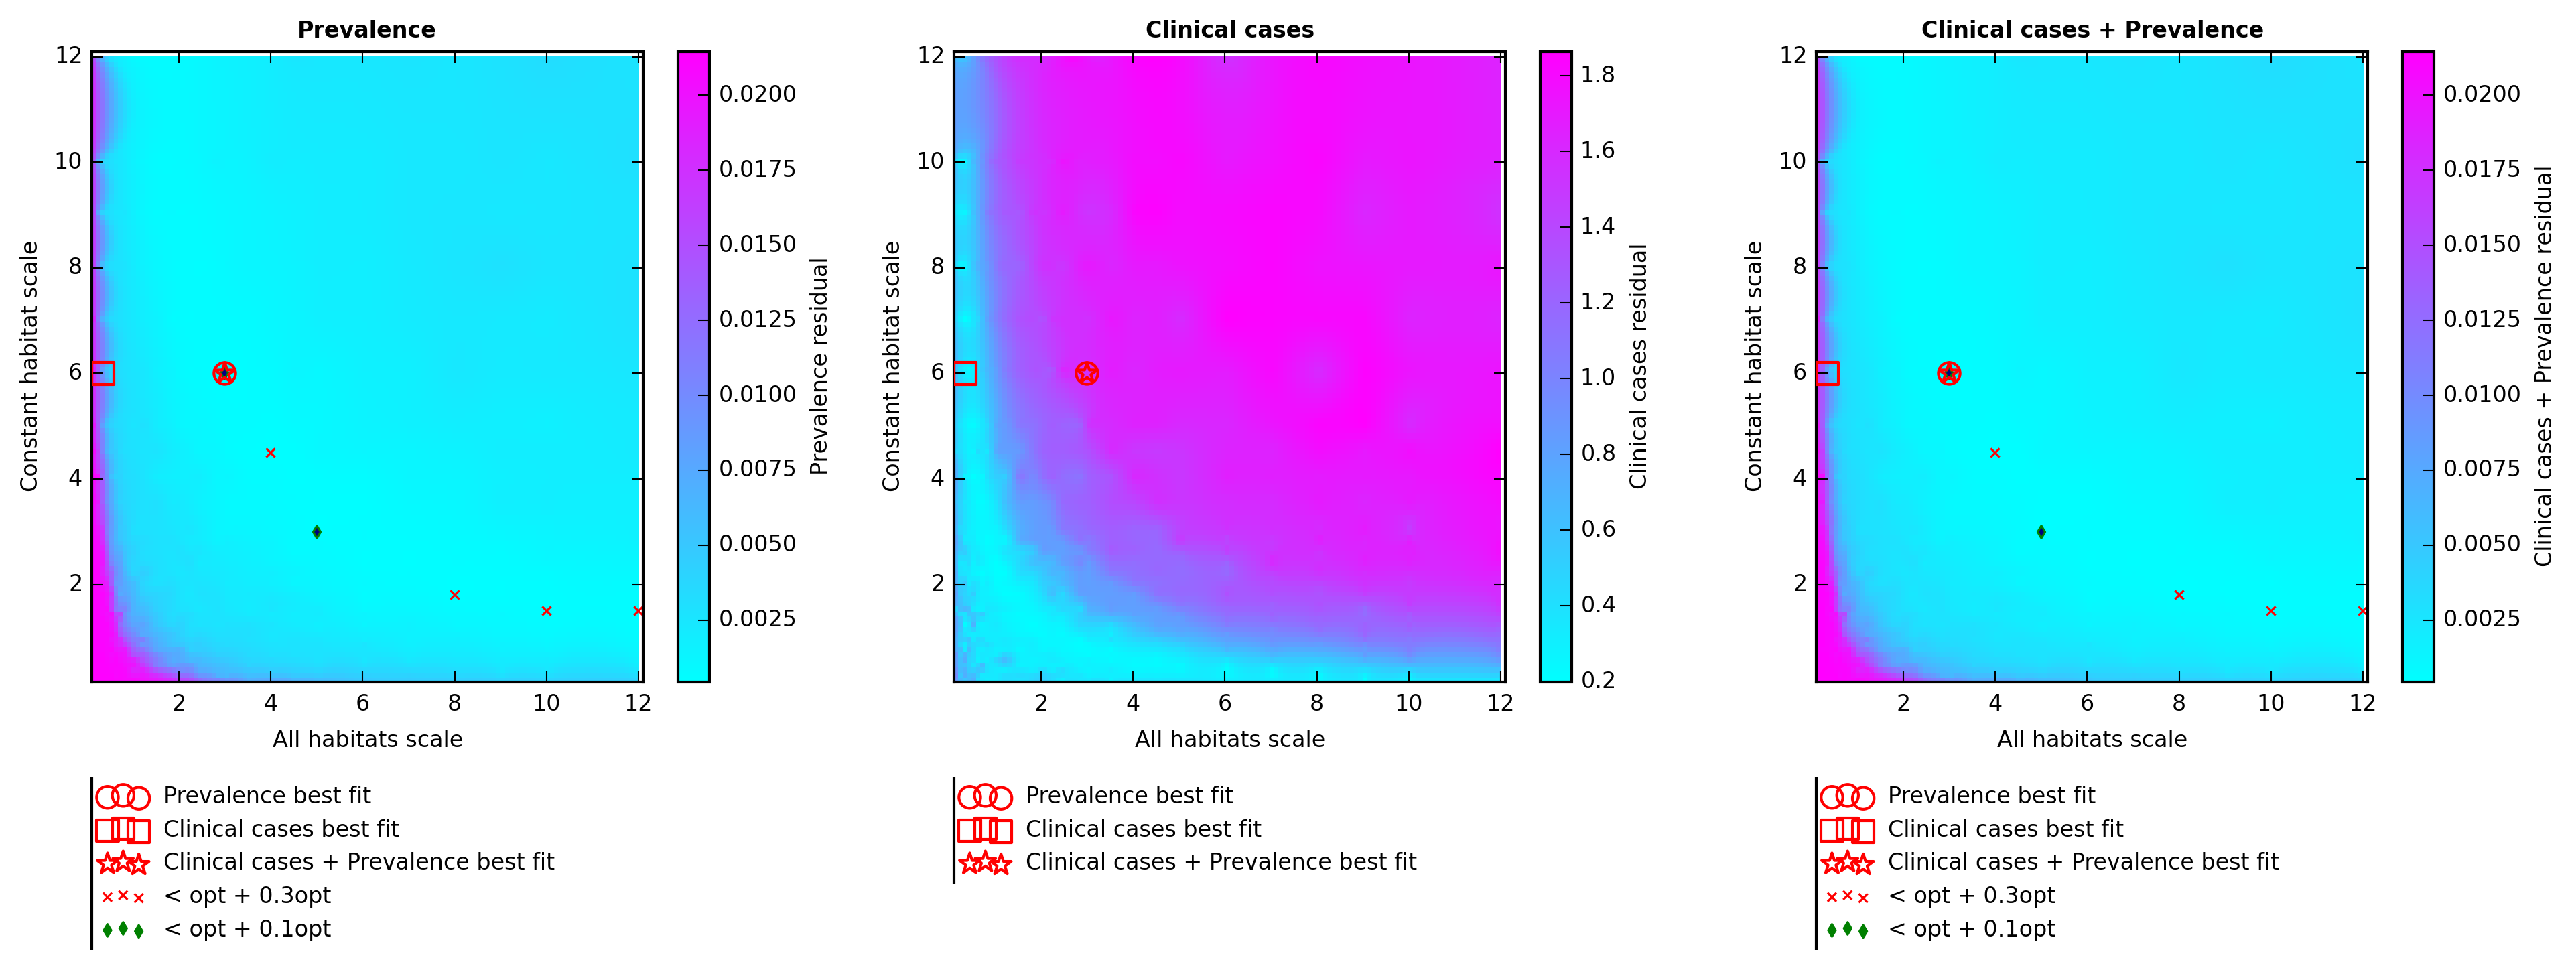 Prevalence
12
10
8
6
4
2
Constant habitat scale
2 4 6 8 10 12
All habitats scale
0.0200
0.0175
0.0150
0.0125
0.0100
0.0075
0.0050
0.0025
Prevalence residual
Prevalence best fit
Clinical cases best fit
Clinical cases + Prevalence best fit
< opt + 0.3opt
< opt + 0.1opt
Clinical cases
12
10
8
6
4
2
Constant habitat scale
2 4 6 8 10 12
All habitats scale
1.8
1.6
1.4
1.2
1.0
0.8
0.6
0.4
0.2
Clinical cases residual
Prevalence best fit
Clinical cases best fit
Clinical cases + Prevalence best fit
Clinical cases + Prevalence
12
10
8
6
4
2
Constant habitat scale
2 4 6 8 10 12
All habitats scale
0.0200
0.0175
0.0150
0.0125
0.0100
0.0075
0.0050
0.0025
Clinical cases + Prevalence residual
Prevalence best fit
Clinical cases best fit
Clinical cases + Prevalence best fit
< opt + 0.3opt
< opt + 0.1opt